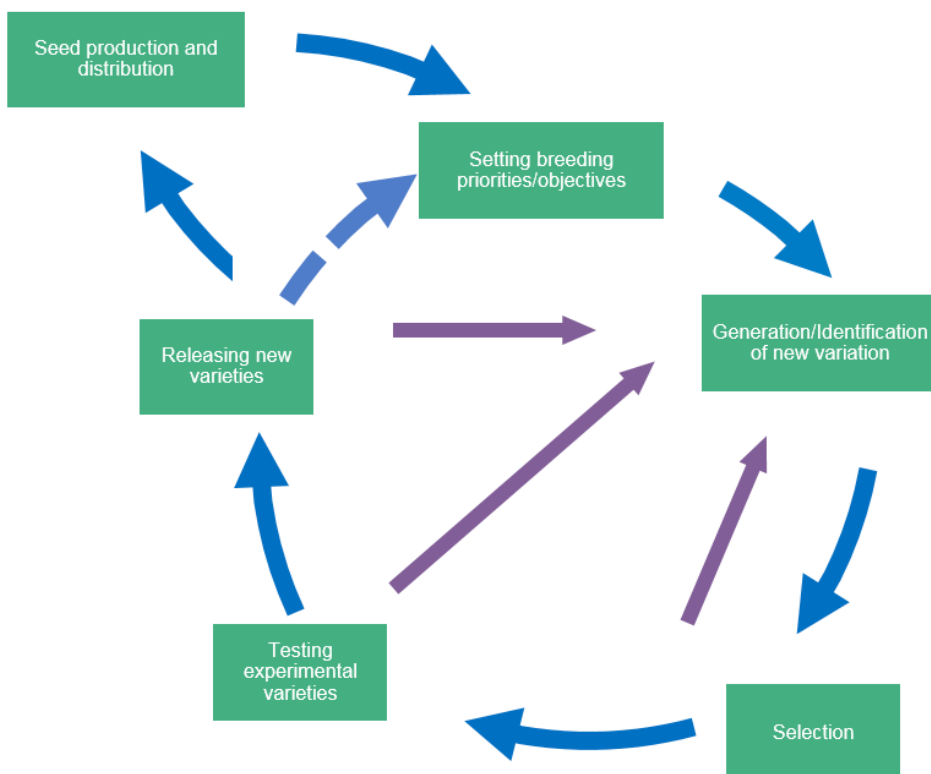 Seed production and
distribution
Setting breeding
priorities/objectives
Generation/Identification
of new variation
Releasing new
varieties
Testing
experimental
varieties
Selection